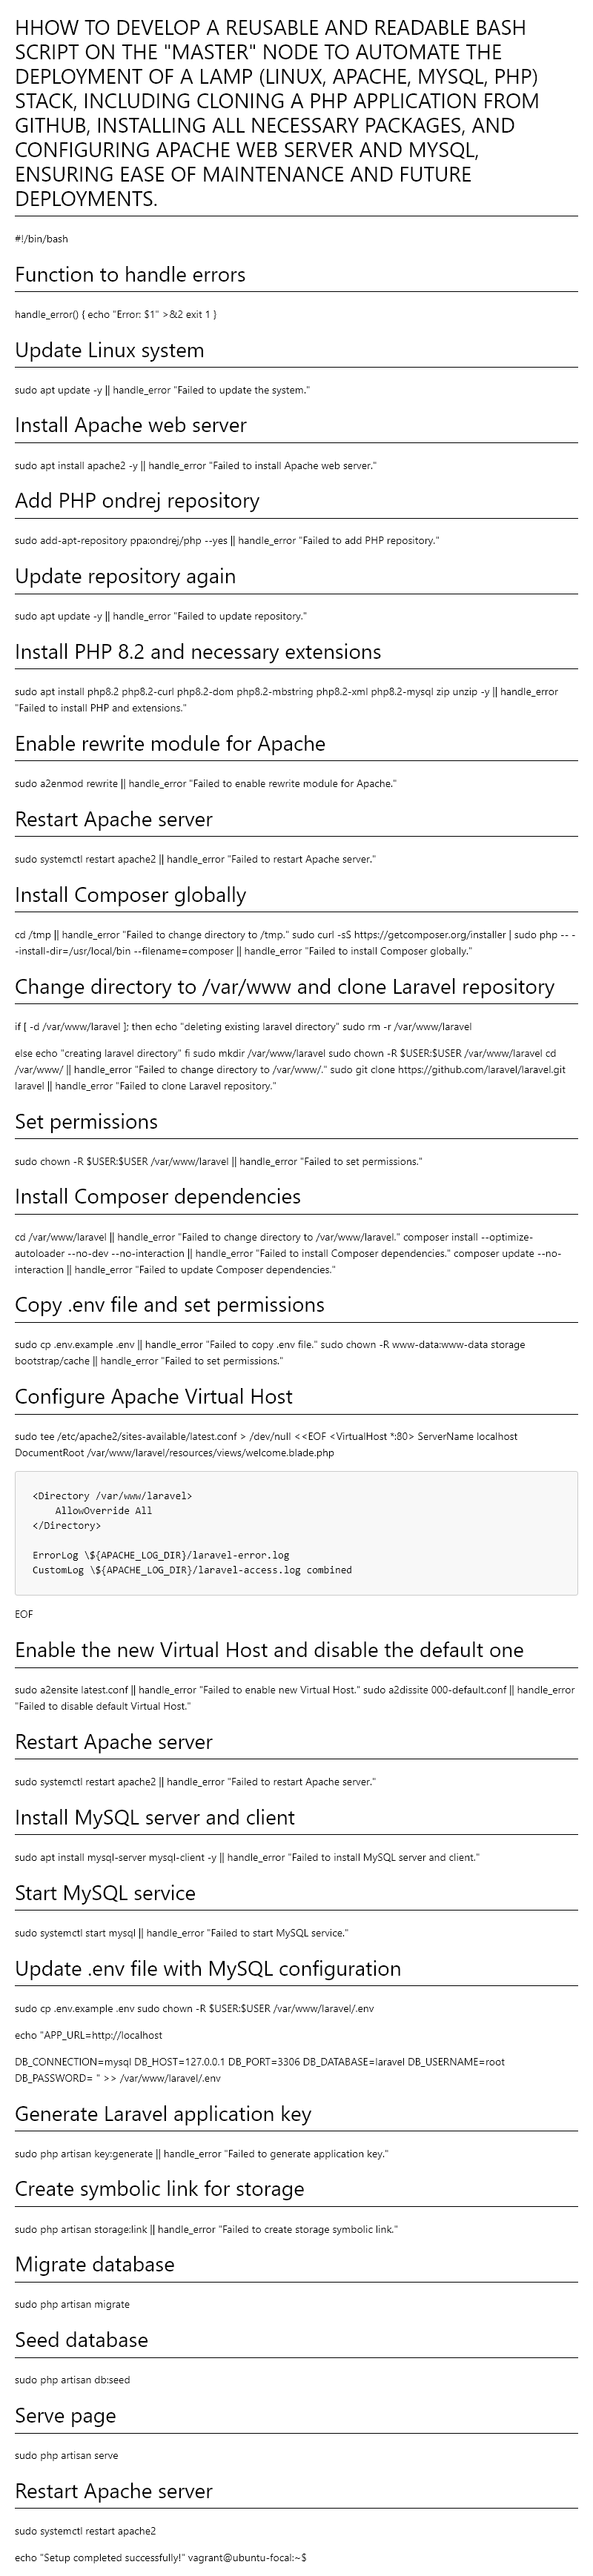 HHOW TO DEVELOP A REUSABLE AND READABLE BASH
SCRIPT ON THE "MASTER" NODE TO AUTOMATE THE
DEPLOYMENT OF A LAMP (LINUX, APACHE, MYSQL, PHP)
STACK, INCLUDING CLONING A PHP APPLICATION FROM
GITHUB, INSTALLING ALL NECESSARY PACKAGES, AND
CONFIGURING APACHE WEB SERVER AND MYSQL,
ENSURING EASE OF MAINTENANCE AND FUTURE
DEPLOYMENTS.
#!/bin/bash
Function to handle errors
handle_error() { echo "Error: $1" >&2 exit 1 }
Update Linux system
sudo apt update -y || handle_error "Failed to update the system."
Install Apache web server
sudo apt install apache2 -y || handle_error "Failed to install Apache web server."
Add PHP ondrej repository
sudo add-apt-repository ppa:ondrej/php --yes || handle_error "Failed to add PHP repository."
Update repository again
sudo apt update -y || handle_error "Failed to update repository."
Install PHP 8.2 and necessary extensions
sudo apt install php8.2 php8.2-curl php8.2-dom php8.2-mbstring php8.2-xml php8.2-mysql zip unzip -y || handle_error
"Failed to install PHP and extensions."
Enable rewrite module for Apache
sudo a2enmod rewrite || handle_error "Failed to enable rewrite module for Apache."
Restart Apache server
sudo systemctl restart apache2 || handle_error "Failed to restart Apache server."
Install Composer globally
cd /tmp || handle_error "Failed to change directory to /tmp." sudo curl -sS https://getcomposer.org/installer | sudo php -- -
-install-dir=/usr/local/bin --filename=composer || handle_error "Failed to install Composer globally."
Change directory to /var/www and clone Laravel repository
if [ -d /var/www/laravel ]; then echo "deleting existing laravel directory" sudo rm -r /var/www/laravel
else echo "creating laravel directory" fi sudo mkdir /var/www/laravel sudo chown -R $USER:$USER /var/www/laravel cd
/var/www/ || handle_error "Failed to change directory to /var/www/." sudo git clone https://github.com/laravel/laravel.git
laravel || handle_error "Failed to clone Laravel repository."
Set permissions
sudo chown -R $USER:$USER /var/www/laravel || handle_error "Failed to set permissions."
Install Composer dependencies
cd /var/www/laravel || handle_error "Failed to change directory to /var/www/laravel." composer install --optimize-
autoloader --no-dev --no-interaction || handle_error "Failed to install Composer dependencies." composer update --no-
interaction || handle_error "Failed to update Composer dependencies."
Copy .env file and set permissions
sudo cp .env.example .env || handle_error "Failed to copy .env file." sudo chown -R www-data:www-data storage
bootstrap/cache || handle_error "Failed to set permissions."
Configure Apache Virtual Host
sudo tee /etc/apache2/sites-available/latest.conf > /dev/null <<EOF <VirtualHost *:80> ServerName localhost
DocumentRoot /var/www/laravel/resources/views/welcome.blade.php
<Directory /var/www/laravel>
AllowOverride All
</Directory>
ErrorLog \${APACHE_LOG_DIR}/laravel-error.log
CustomLog \${APACHE_LOG_DIR}/laravel-access.log combined
EOF
Enable the new Virtual Host and disable the default one
sudo a2ensite latest.conf || handle_error "Failed to enable new Virtual Host." sudo a2dissite 000-default.conf || handle_error
"Failed to disable default Virtual Host."
Restart Apache server
sudo systemctl restart apache2 || handle_error "Failed to restart Apache server."
Install MySQL server and client
sudo apt install mysql-server mysql-client -y || handle_error "Failed to install MySQL server and client."
Start MySQL service
sudo systemctl start mysql || handle_error "Failed to start MySQL service."
Update .env file with MySQL configuration
sudo cp .env.example .env sudo chown -R $USER:$USER /var/www/laravel/.env
echo "APP_URL=http://localhost
DB_CONNECTION=mysql DB_HOST=127.0.0.1 DB_PORT=3306 DB_DATABASE=laravel DB_USERNAME=root
DB_PASSWORD= " >> /var/www/laravel/.env
Generate Laravel application key
sudo php artisan key:generate || handle_error "Failed to generate application key."
Create symbolic link for storage
sudo php artisan storage:link || handle_error "Failed to create storage symbolic link."
Migrate database
sudo php artisan migrate
Seed database
sudo php artisan db:seed
Serve page
sudo php artisan serve
Restart Apache server
sudo systemctl restart apache2
echo "Setup completed successfully!" vagrant@ubuntu-focal:~$